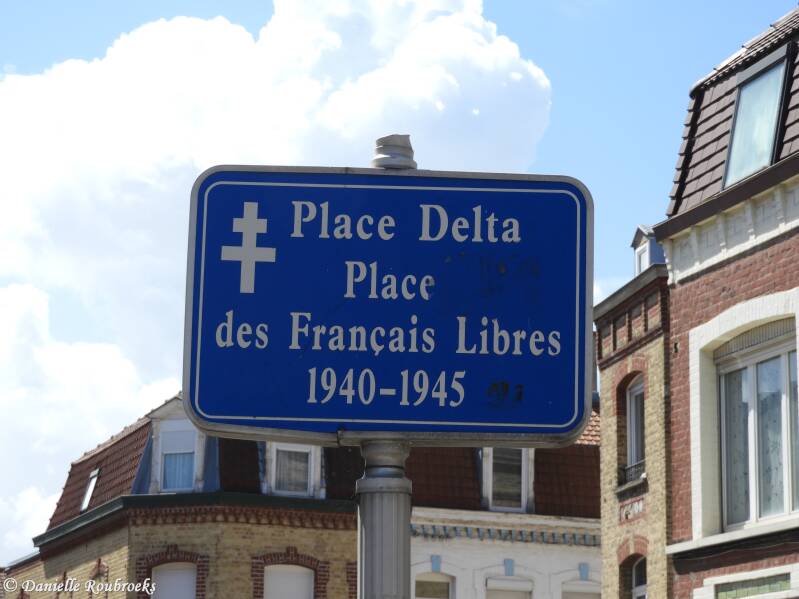 Place Delta
Place
des Français Libres
1940-1945
© Danielle Roubroeks